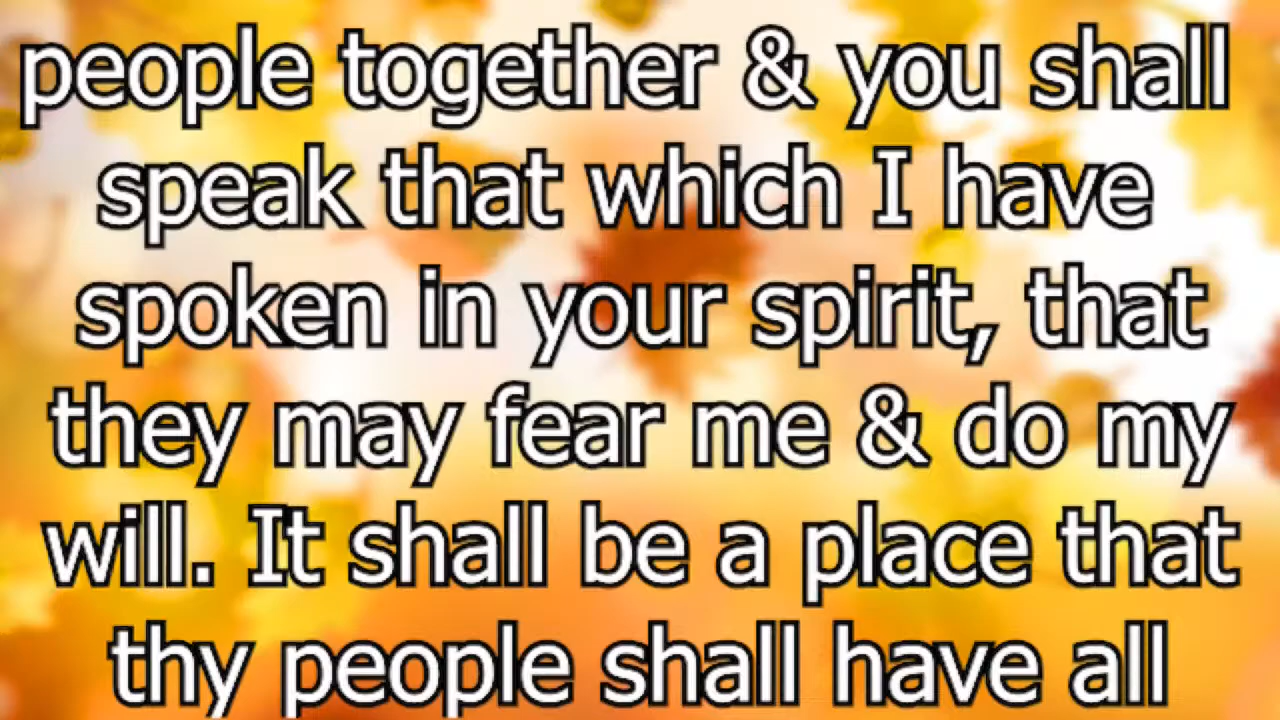 people together & you shall
speak that which I have
spoken in your spirit, that
they may fear me & do my
will. It shall be a place that
thy people shall have all